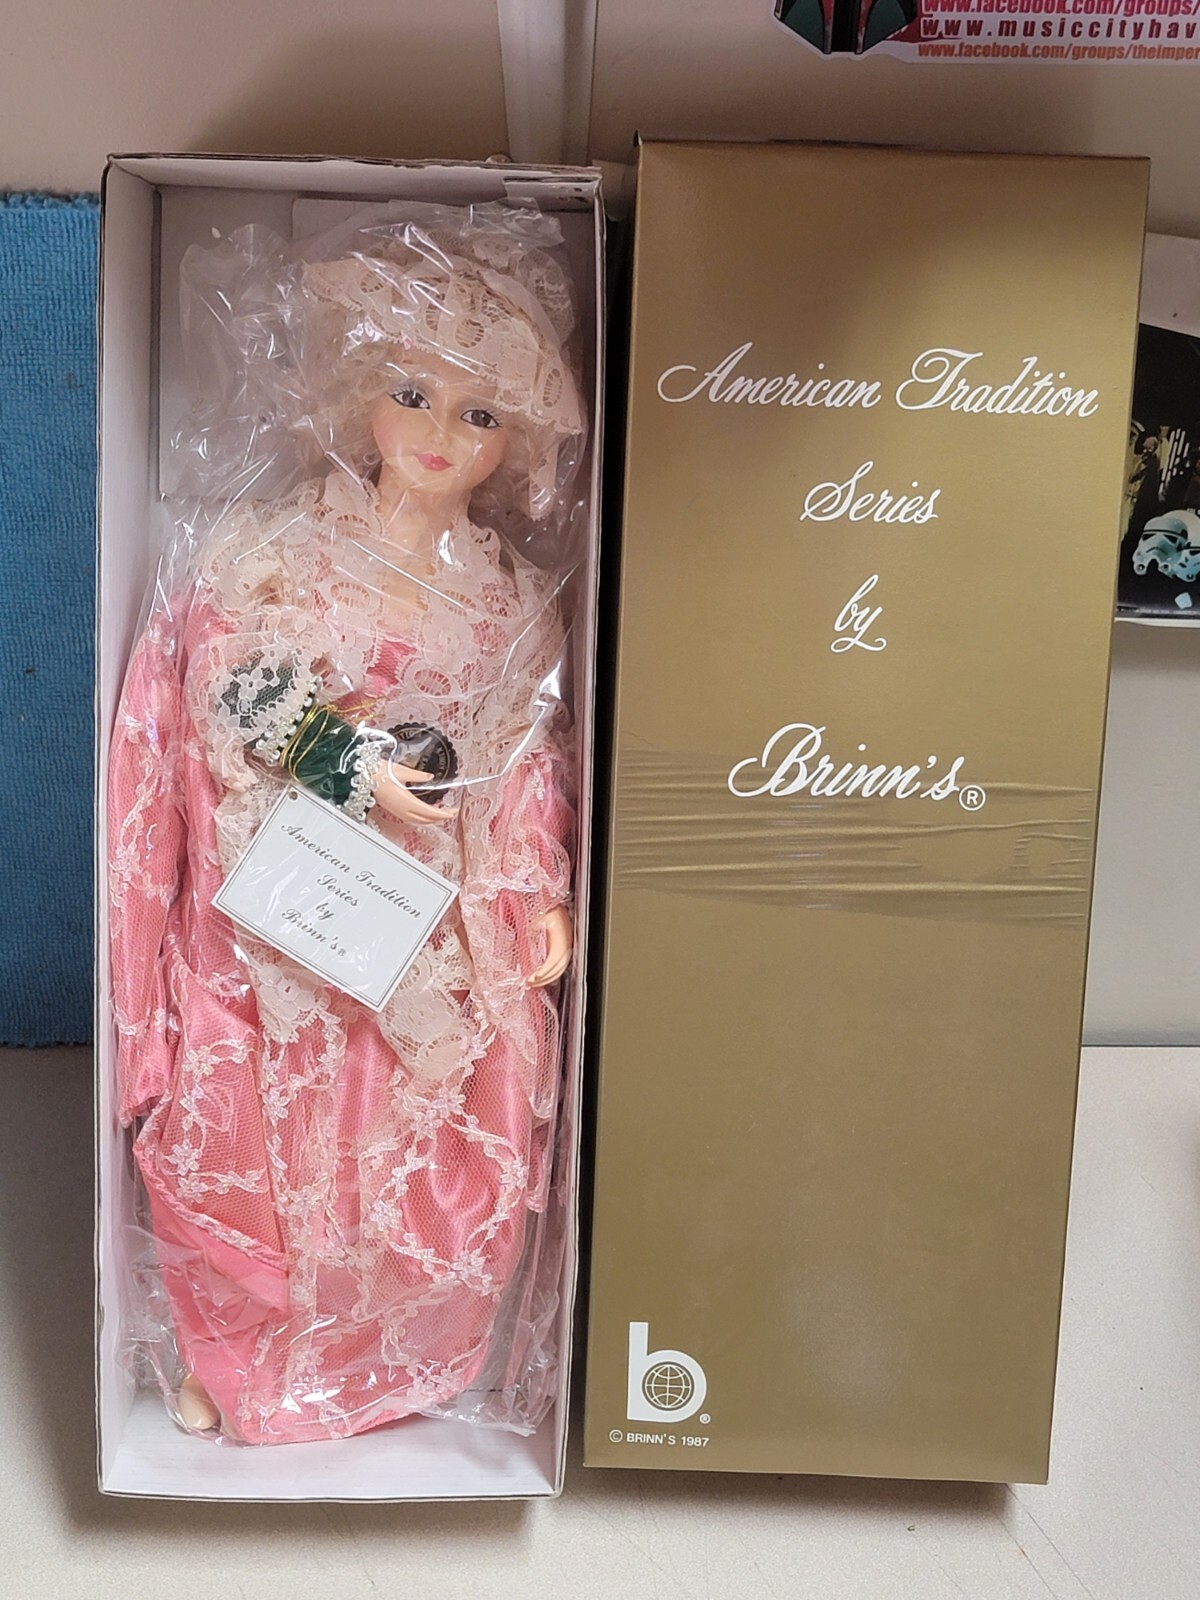 www.facebook.com/groups/
www.musiccityhav
www.facebook.com/groups/theimper
American Tradition
Series
by
Brinn's®
American Tradition
Series
by
Brinn's®
b®
© BRINN'S 1987